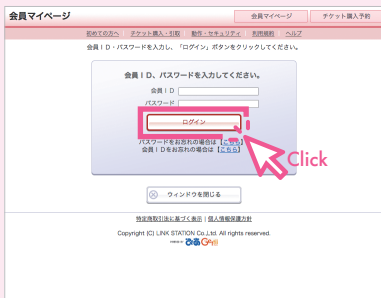 会員マイページ
会員マイページ
チケット購入予約
初めての方へ | チケット購入・引取 | 動作・セキュリティ | 利用規約 | ヘルプ
会員ID・パスワードを入力し、「ログイン」ボタンをクリックしてください。
会員ID、パスワードを入力してください。
会員ID
パスワード
ログイン
パスワードをお忘れの場合は【こちら】
会員IDをお忘れの場合は【こちら】
Click
ウィンドウを閉じる
特定商取引法に基づく表示 | 個人情報保護方針
Copyright (C) LINK STATION Co.,Ltd. All rights reserved.